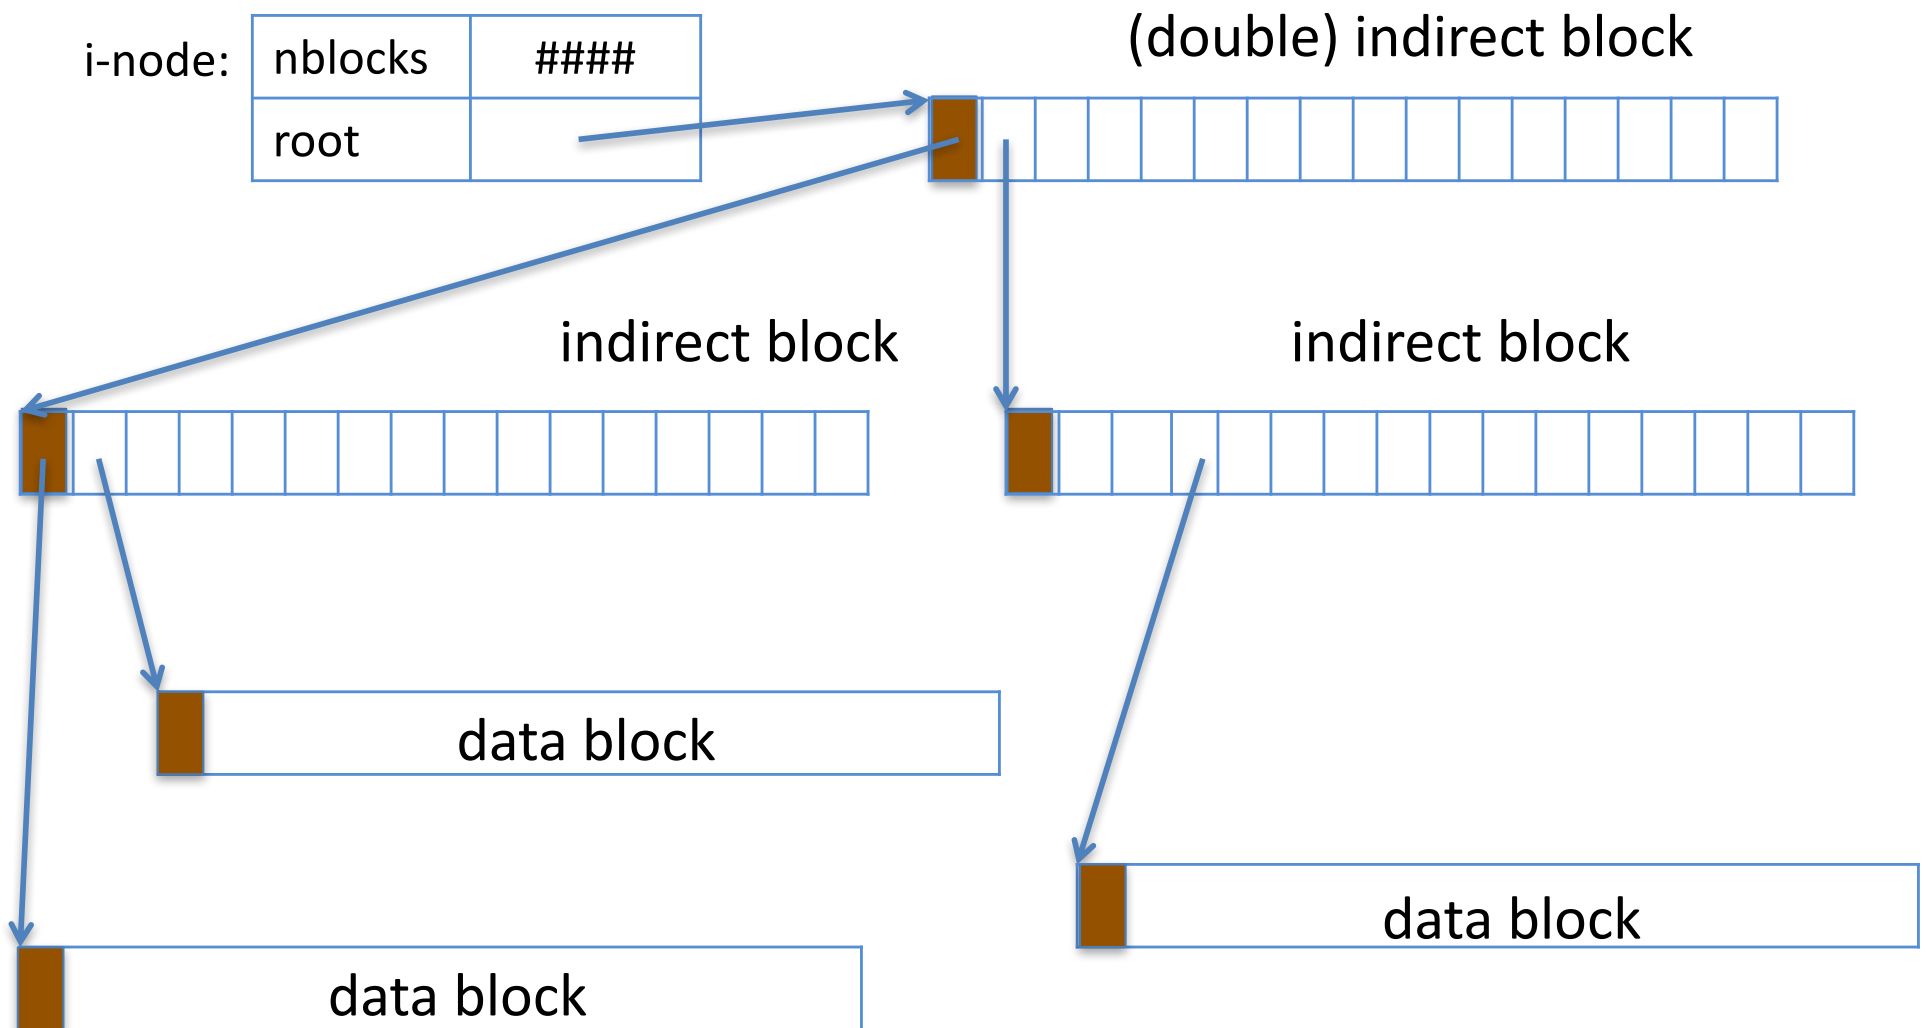 i-node:
nblocks ####
root
(double) indirect block
indirect block
indirect block
data block
data block
data block